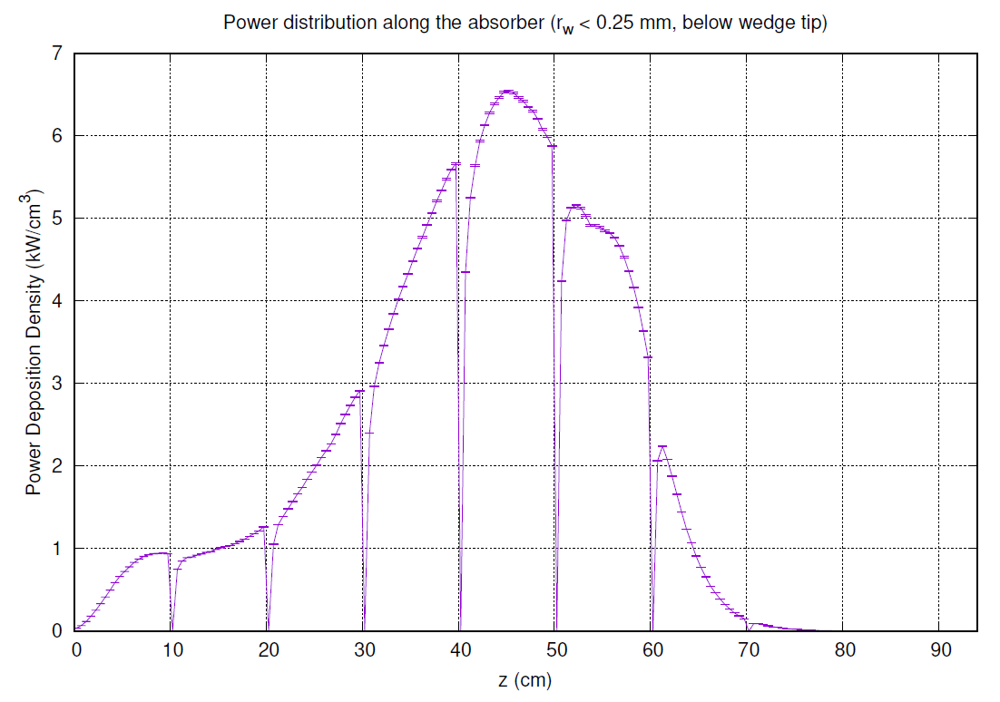 Power distribution along the absorber (r_w < 0.25 mm, below wedge tip)
7
6
5
4
3
2
1
0
Power Deposition Density (kW/cm³)
0 10 20 30 40 50 60 70 80 90
z (cm)